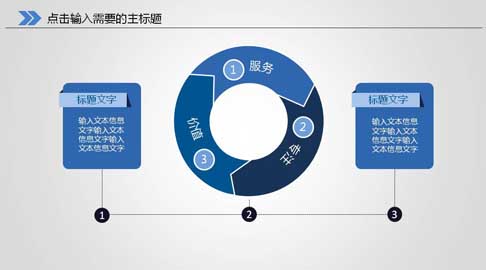 点击输入需要的主标题
1 服务
标题文字
输入文本信息
文字输入文本
信息文字输入
文本信息文字
价值
3
2
专注
标题文字
输入文本信息
文字输入文本
信息文字输入
文本信息文字
1
2
3